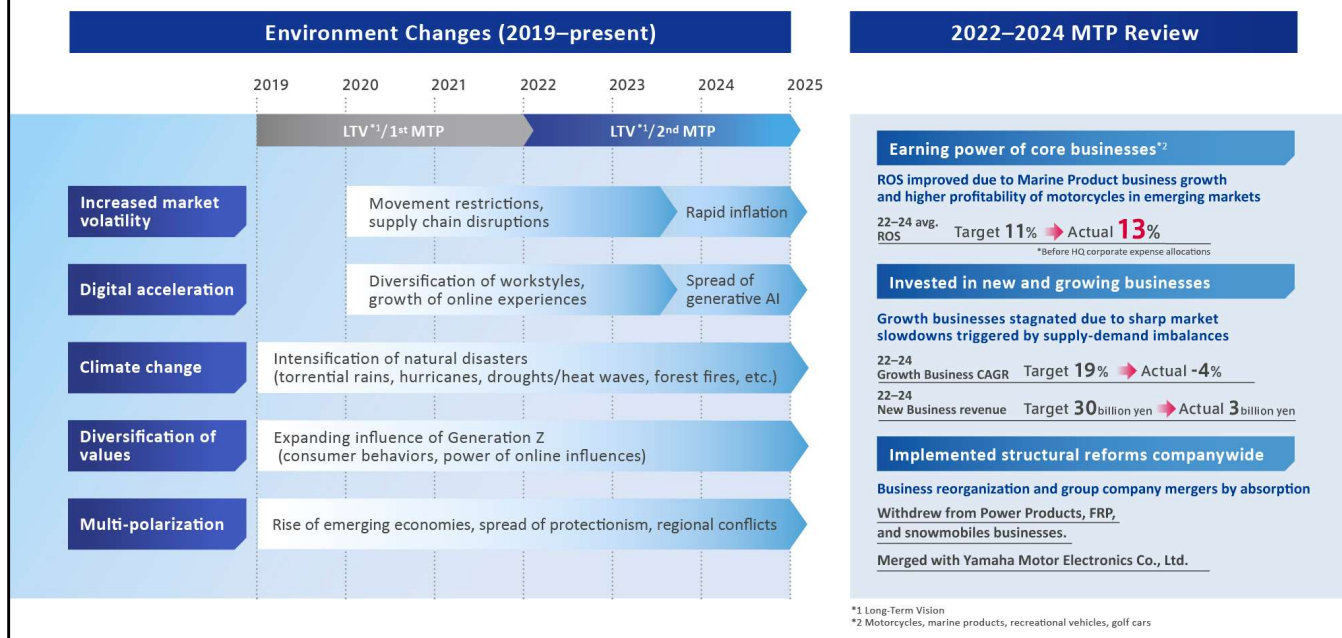 Environment Changes (2019–present)
2019 2020 2021 2022 2023 2024 2025
LTV*1/1st MTP
LTV*1/2nd MTP
Increased market
volatility
Movement restrictions,
supply chain disruptions
Rapid inflation
Digital acceleration
Diversification of workstyles,
growth of online experiences
Spread of
generative AI
Climate change
Intensification of natural disasters
(torrential rains, hurricanes, droughts/heat waves, forest fires, etc.)
Diversification of
values
Expanding influence of Generation Z
(consumer behaviors, power of online influences)
Multi-polarization
Rise of emerging economies, spread of protectionism, regional conflicts
2022–2024 MTP Review
Earning power of core businesses*2
ROS improved due to Marine Product business growth
and higher profitability of motorcycles in emerging markets
22–24 avg.
ROS Target 11% Actual 13%
*Before HQ corporate expense allocations
Invested in new and growing businesses
Growth businesses stagnated due to sharp market
slowdowns triggered by supply-demand imbalances
22–24
Growth Business CAGR Target 19% Actual -4%
22–24
New Business revenue Target 30 billion yen Actual 3 billion yen
Implemented structural reforms companywide
Business reorganization and group company mergers by absorption
Withdrew from Power Products, FRP,
and snowmobiles businesses.
Merged with Yamaha Motor Electronics Co., Ltd.
*1 Long-Term Vision
*2 Motorcycles, marine products, recreational vehicles, golf cars